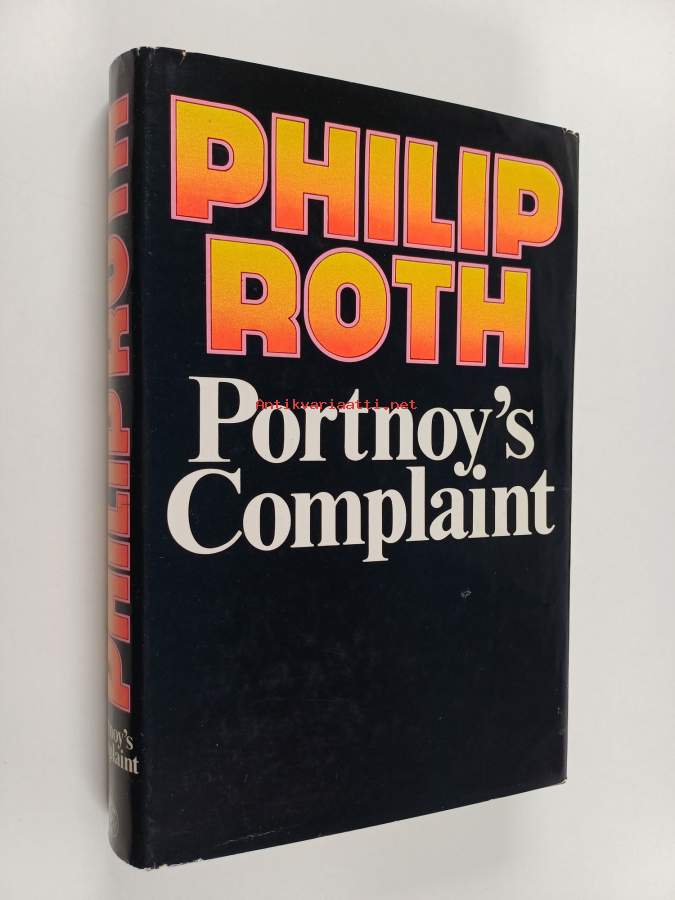 PHILIP
ROTH
Portnoy's
Complaint
Antikvariaatti.net
PHILIP ROTH
noy's
plaint